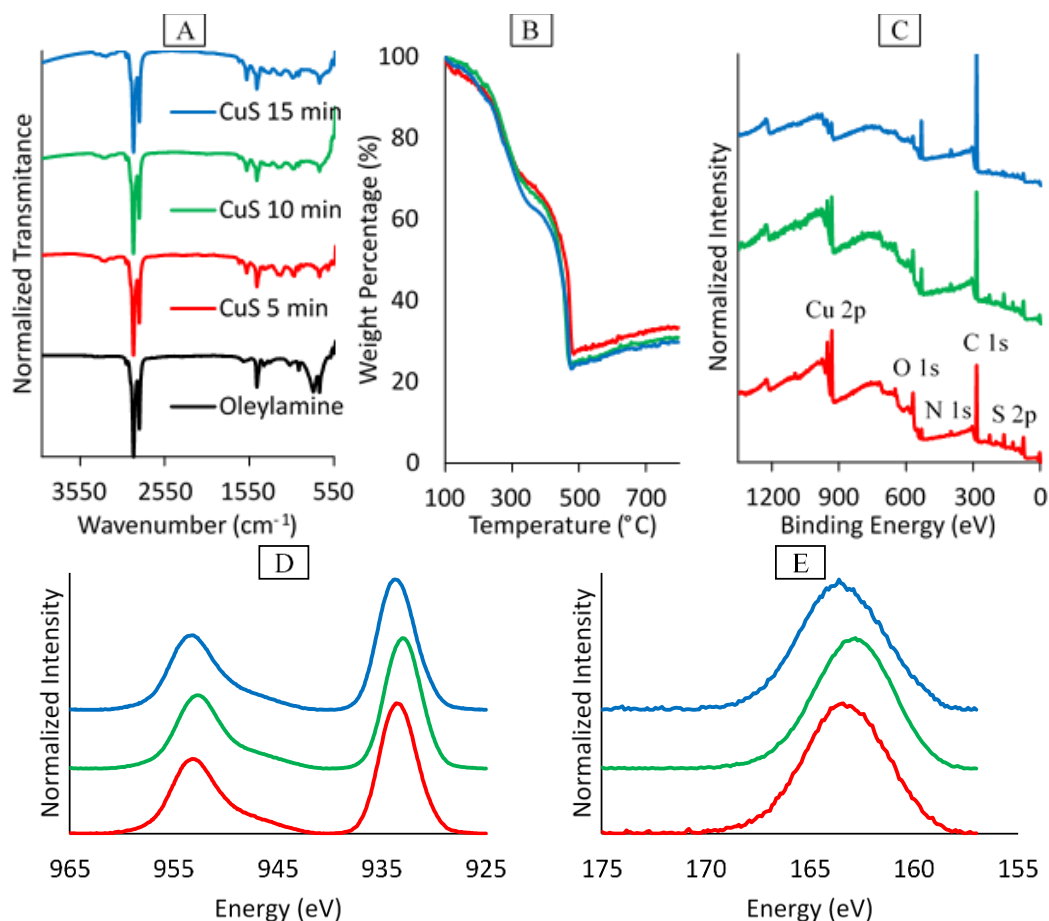 A
Normalized Transmitance
CuS 15 min
CuS 10 min
CuS 5 min
Oleylamine
3550 2550 1550 550
Wavenumber (cm-1)
B
Weight Percentage (%)
100
80
60
40
20
0
100 300 500 700
Temperature (°C)
C
Normalized Intensity
Cu 2p
C 1s
O 1s
N 1s
S 2p
1200 900 600 300 0
Binding Energy (eV)
D
Normalized Intensity
965 955 945 935 925
Energy (eV)
E
Normalized Intensity
175 170 165 160 155
Energy (eV)